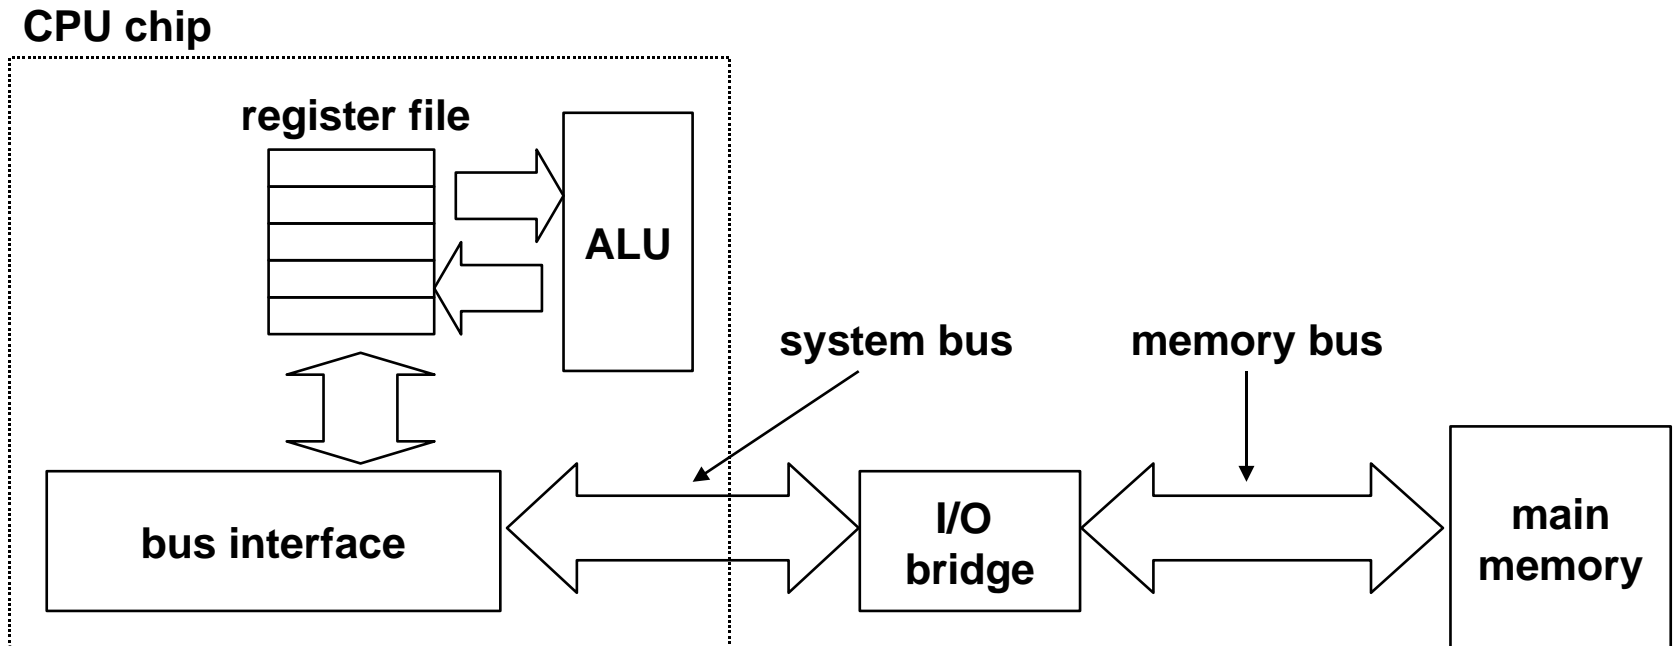 CPU chip
register file
ALU
system bus
memory bus
bus interface
I/O
bridge
main
memory